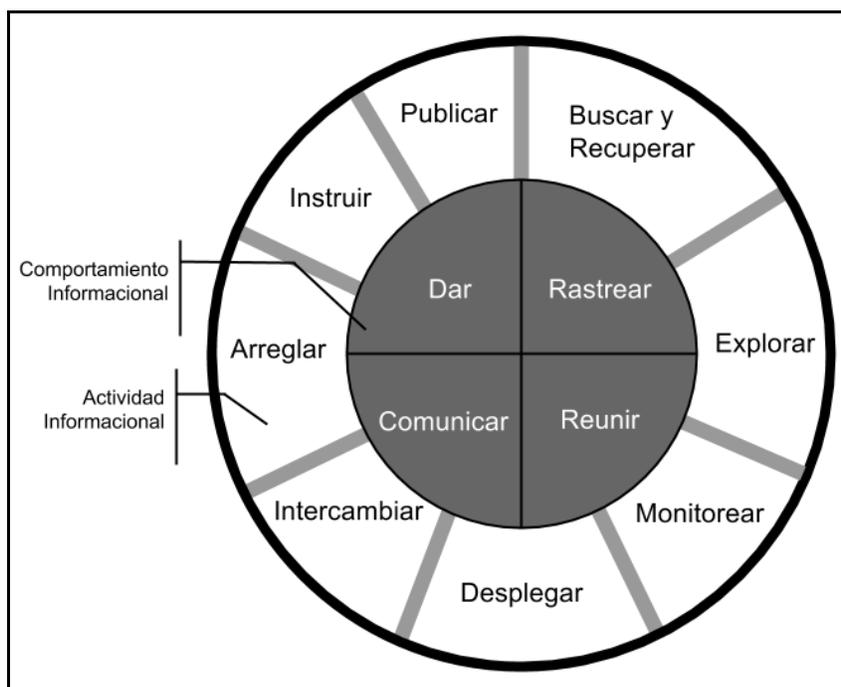 Publicar
Buscar y
Recuperar
Instruir
Comportamiento
Informacional
Dar
Rastrear
Arreglar
Explorar
Actividad
Informacional
Comunicar
Reunir
Intercambiar
Monitorear
Desplegar